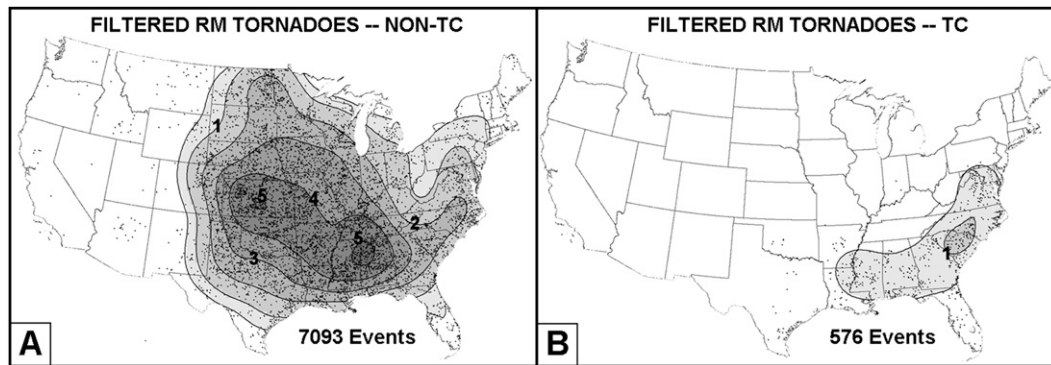 FILTERED RM TORNADOES -- NON-TC
1
5
4
5
2
3
A
7093 Events
FILTERED RM TORNADOES -- TC
1
B
576 Events